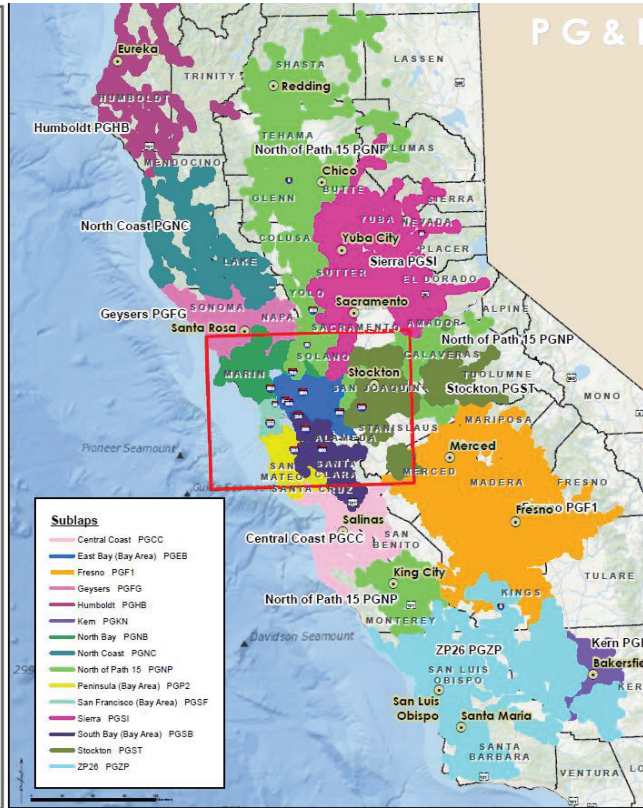 PG&E
Eureka
SHASTA
LASSEN
TRINITY
Redding
HUMBOLDT
Humboldt PGHB
TEHAMA
North of Path 15 PGNP
PLUMAS
MENDOCINO
Chico
GLENN
BUTTE
SIERRA
YUBA
NEVADA
North Coast PGNC
COLUSA
Yuba City
PLACER
LAKE
Sierra PGSI
SUTTER
EL DORADO
YOLO
ALPINE
SONOMA
Geysers PGFG
NAPA
Sacramento
AMADOR
Santa Rosa
SACRAMENTO
North of Path 15 PGNP
SOLANO
CALAVERAS
MARIN
Stockton
TUOLUMNE
SAN JOAQUIN
Stockton PGST
MONO
STANISLAUS
MARIPOSA
ALAMEDA
Pioneer Seamount
Merced
SANTA CLARA
SAN MATEO
MERCED
MADERA
FRESNO
SANTA CRUZ
Salinas
Fresno
Fresno PGF1
Central Coast PGCC
SAN BENITO
TULARE
King City
KINGS
North of Path 15 PGNP
MONTEREY
Davidson Seamount
ZP26 PGZP
Kern
SAN LUIS OBISPO
San Luis Obispo
Santa Maria
SANTA BARBARA
VENTURA
Sublaps
Central Coast PGCC
East Bay (Bay Area) PGEB
Fresno PGF1
Geysers PGFG
Humboldt PGHB
Kern PGKN
North Bay PGNB
North Coast PGNC
North of Path 15 PGNP
Peninsula (Bay Area) PGP2
San Francisco (Bay Area) PGSF
Sierra PGSI
South Bay (Bay Area) PGSB
Stockton PGST
ZP26 PGZP